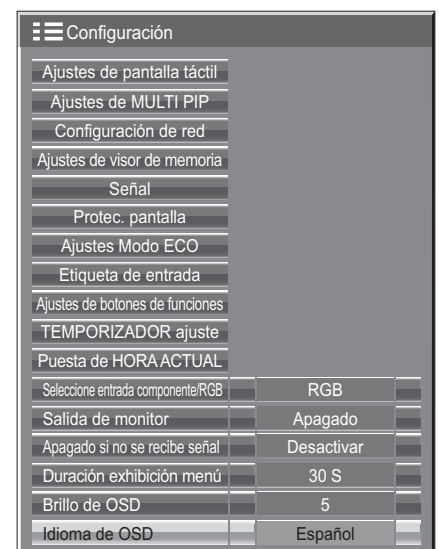 Configuración
Ajustes de pantalla táctil
Ajustes de MULTI PIP
Configuración de red
Ajustes de visor de memoria
Señal
Protec. pantalla
Ajustes Modo ECO
Etiqueta de entrada
Ajustes de botones de funciones
TEMPORIZADOR ajuste
Puesta de HORA ACTUAL
Seleccione entrada componente/RGB RGB
Salida de monitor Apagado
Apagado si no se recibe señal Desactivar
Duración exhibición menú 30 S
Brillo de OSD 5
Idioma de OSD Español